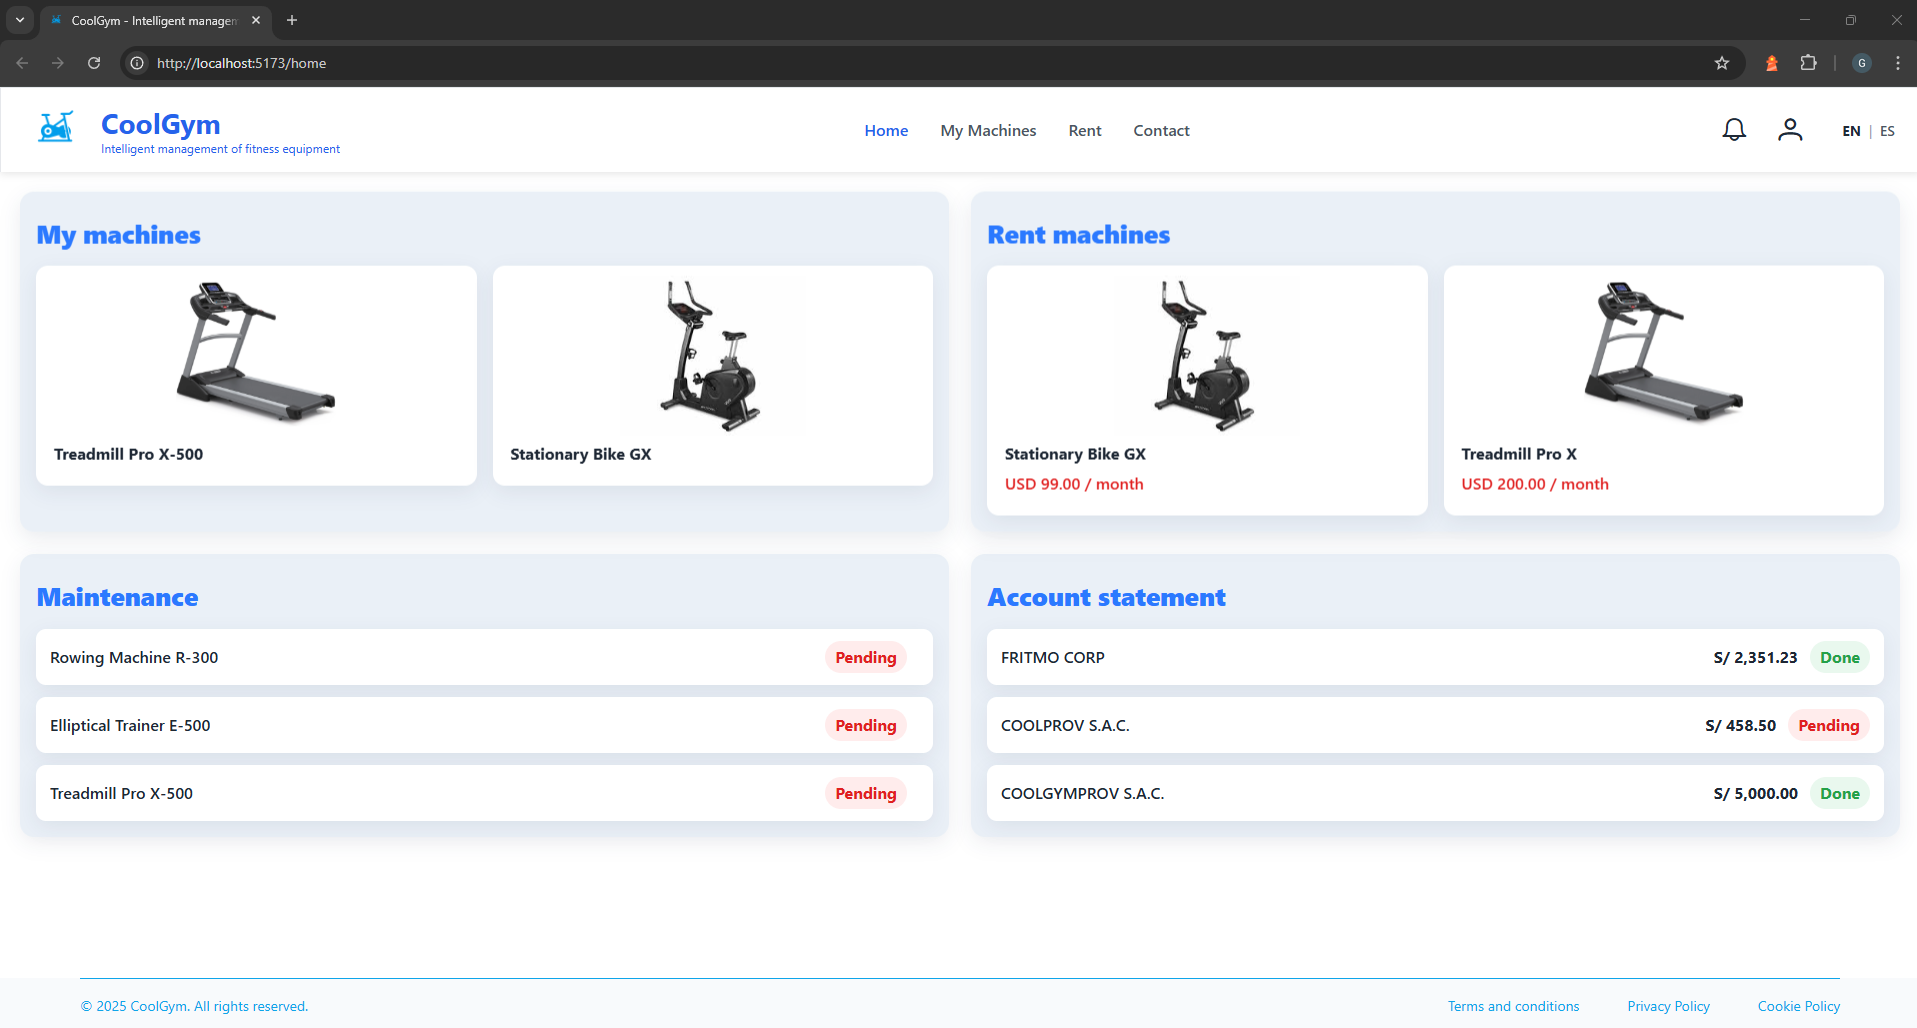 CoolGym - Intelligent managem
http://localhost:5173/home
G
CoolGym
Intelligent management of fitness equipment
Home
My Machines
Rent
Contact
EN | ES
My machines
Treadmill Pro X-500
Stationary Bike GX
Rent machines
Stationary Bike GX
USD 99.00 / month
Treadmill Pro X
USD 200.00 / month
Maintenance
Rowing Machine R-300 Pending
Elliptical Trainer E-500 Pending
Treadmill Pro X-500 Pending
Account statement
FRITMO CORP S/ 2,351.23 Done
COOLPROV S.A.C. S/ 458.50 Pending
COOLGYMPROV S.A.C. S/ 5,000.00 Done
© 2025 CoolGym. All rights reserved.
Terms and conditions
Privacy Policy
Cookie Policy